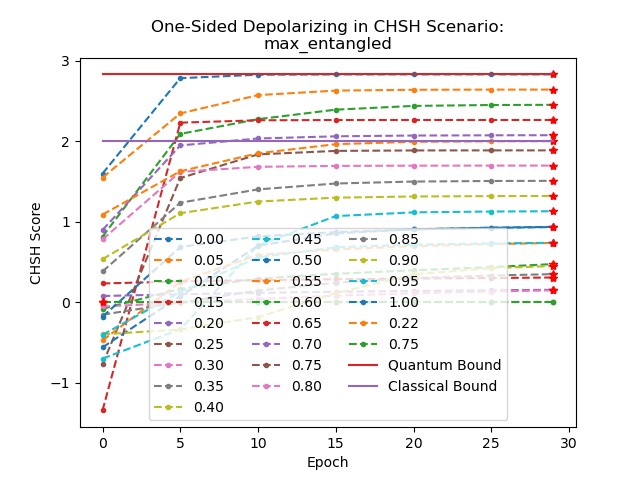 One-Sided Depolarizing in CHSH Scenario:
max_entangled
3
2
1
0
−1
CHSH Score
0.00 0.45 0.85
0.05 0.50 0.90
0.10 0.55 0.95
0.15 0.60 1.00
0.20 0.65 0.22
0.25 0.70 0.75
0.30 0.75 Quantum Bound
0.35 0.80 Classical Bound
0.40
0 5 10 15 20 25 30
Epoch